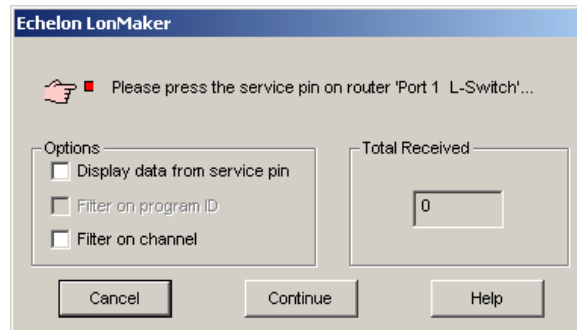 Echelon LonMaker
Please press the service pin on router 'Port 1 L-Switch'...
Options
Display data from service pin
Filter on program ID
Filter on channel
Total Received
0
Cancel
Continue
Help